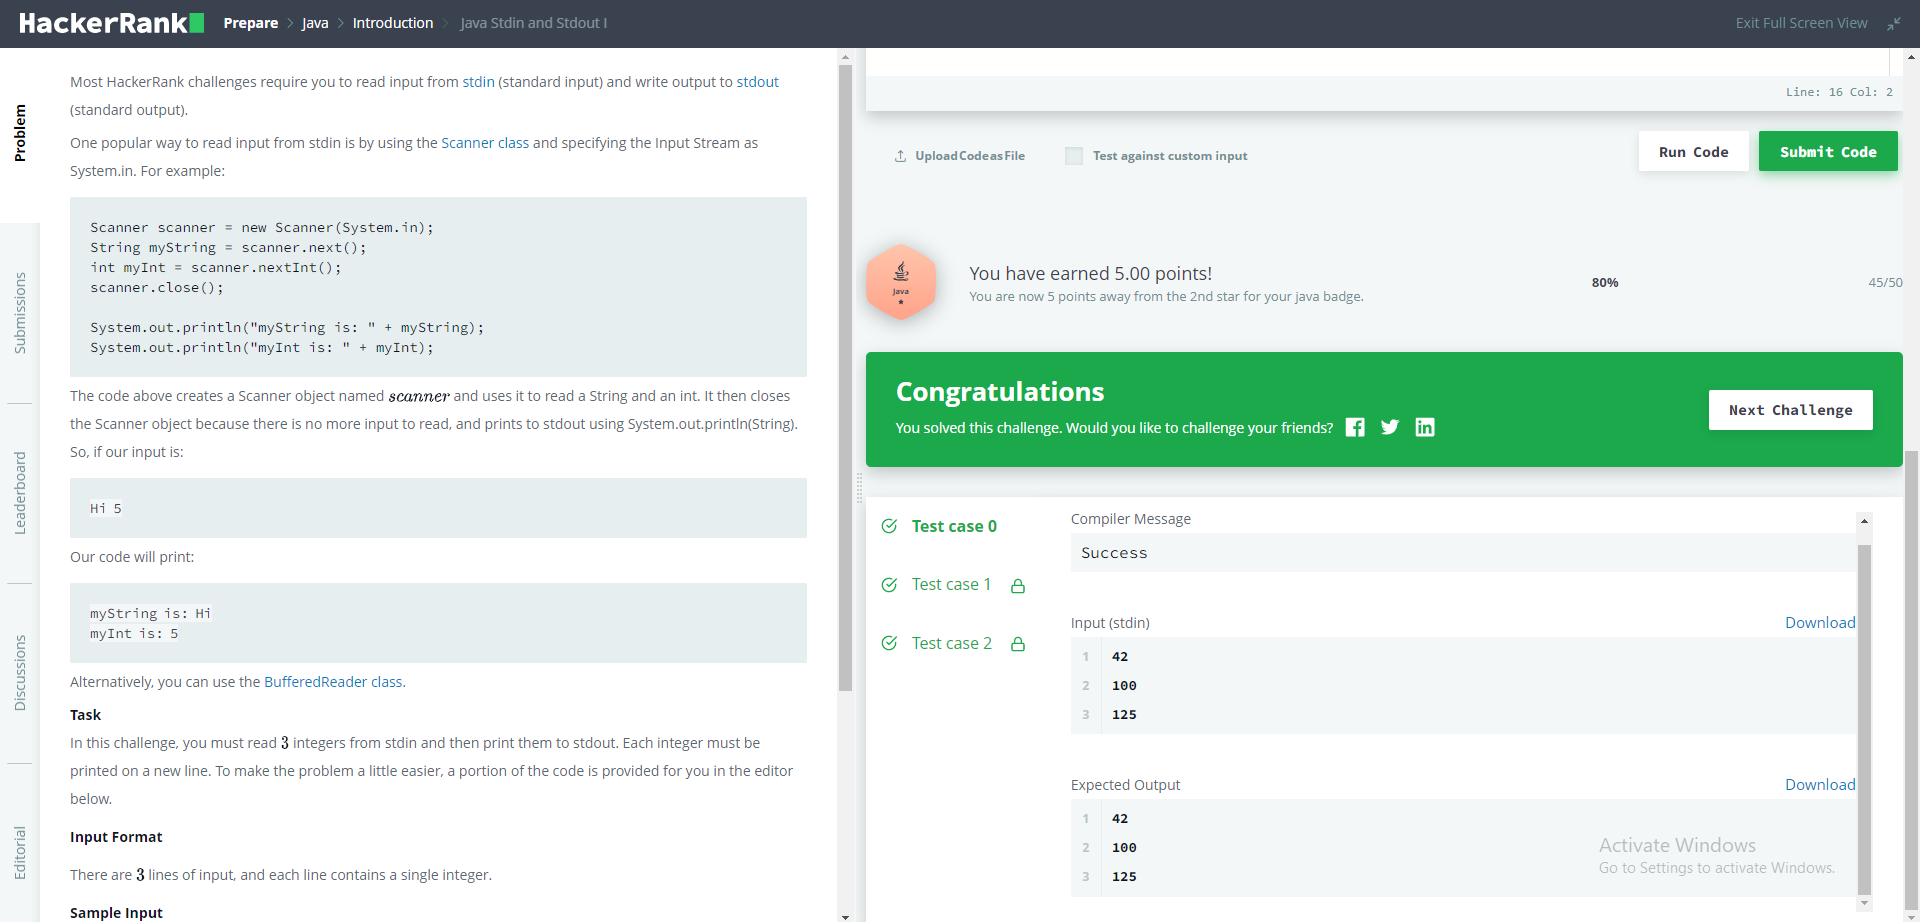 HackerRank Prepare > Java > Introduction > Java Stdin and Stdout I Exit Full Screen View
Problem
Submissions
Leaderboard
Discussions
Editorial
Most HackerRank challenges require you to read input from stdin (standard input) and write output to stdout
(standard output).
One popular way to read input from stdin is by using the Scanner class and specifying the Input Stream as
System.in. For example:
Scanner scanner = new Scanner(System.in);
String myString = scanner.next();
int myInt = scanner.nextInt();
scanner.close();
System.out.println("myString is: " + myString);
System.out.println("myInt is: " + myInt);
The code above creates a Scanner object named scanner and uses it to read a String and an int. It then closes
the Scanner object because there is no more input to read, and prints to stdout using System.out.println(String).
So, if our input is:
Hi 5
Our code will print:
myString is: Hi
myInt is: 5
Alternatively, you can use the BufferedReader class.
Task
In this challenge, you must read 3 integers from stdin and then print them to stdout. Each integer must be
printed on a new line. To make the problem a little easier, a portion of the code is provided for you in the editor
below.
Input Format
There are 3 lines of input, and each line contains a single integer.
Sample Input
Line: 16 Col: 2
Upload Code as File Test against custom input Run Code Submit Code
Java
You have earned 5.00 points!
You are now 5 points away from the 2nd star for your java badge.
80% 45/50
Congratulations
You solved this challenge. Would you like to challenge your friends?
Next Challenge
Test case 0
Test case 1
Test case 2
Compiler Message
Success
Input (stdin) Download
1 42
2 100
3 125
Expected Output Download
1 42
2 100
3 125
Activate Windows
Go to Settings to activate Windows.